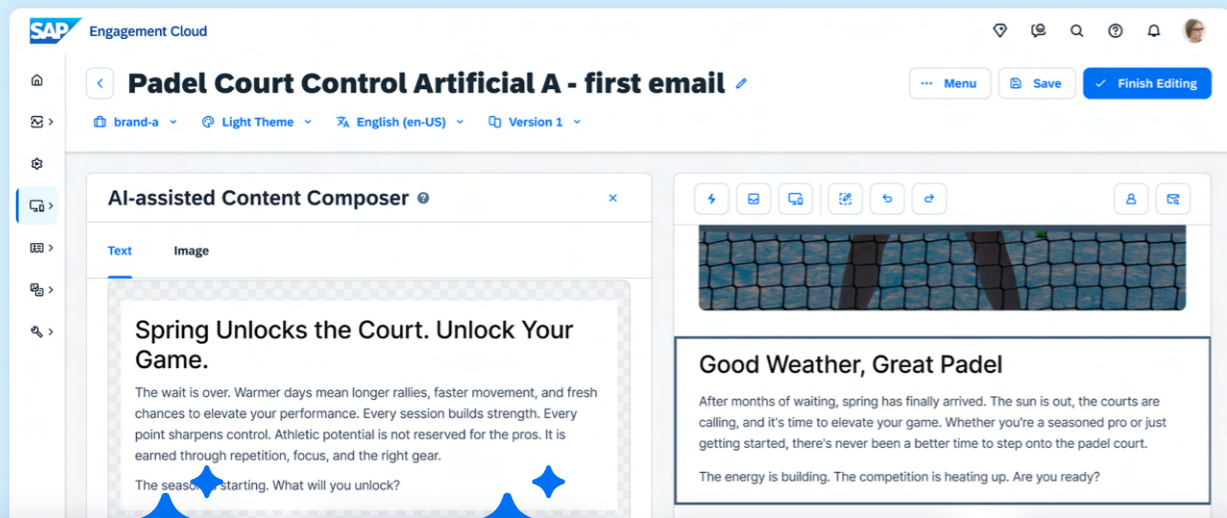 SAP Engagement Cloud
Padel Court Control Artificial A - first email
Menu
Save
Finish Editing
brand-a
Light Theme
English (en-US)
Version 1
AI-assisted Content Composer
Text
Image
Spring Unlocks the Court. Unlock Your
Game.
The wait is over. Warmer days mean longer rallies, faster movement, and fresh
chances to elevate your performance. Every session builds strength. Every
point sharpens control. Athletic potential is not reserved for the pros. It is
earned through repetition, focus, and the right gear.
The starting. What will you unlock?
Good Weather, Great Padel
After months of waiting, spring has finally arrived. The sun is out, the courts are
calling, and it's time to elevate your game. Whether you're a seasoned pro or just
getting started, there's never been a better time to step onto the padel court.
The energy is building. The competition is heating up. Are you ready?